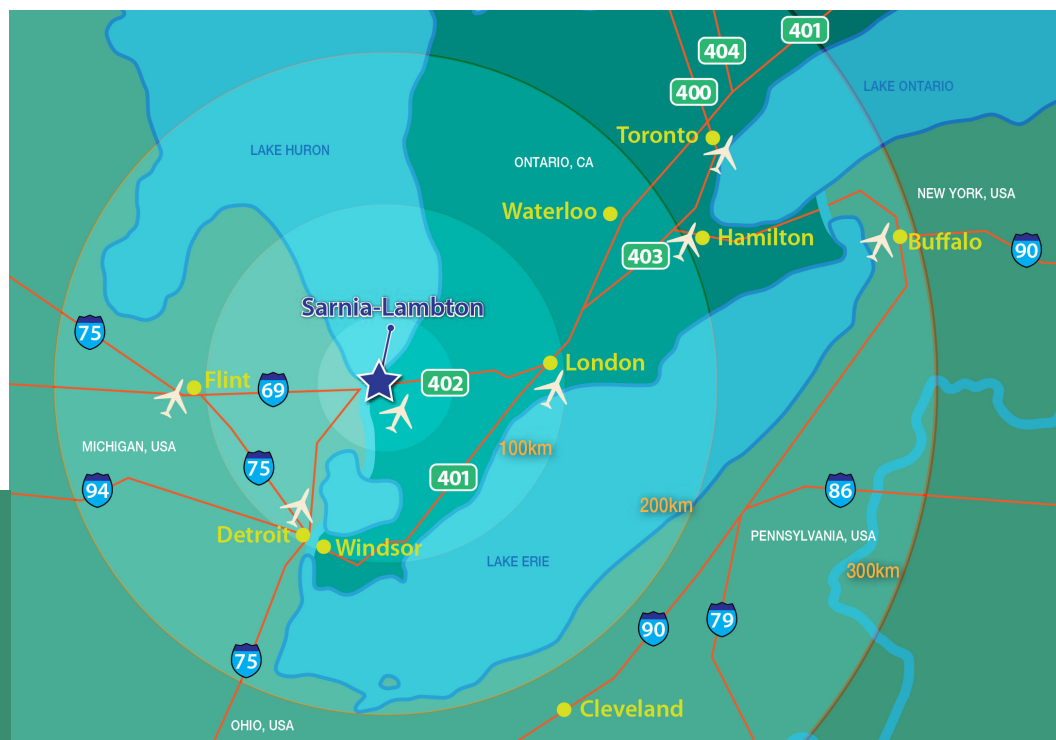 401
404
LAKE ONTARIO
400
Toronto
LAKE HURON
ONTARIO, CA
NEW YORK, USA
Waterloo
Hamilton
Buffalo
403
90
Sarnia-Lambton
75
London
Flint
69
402
MICHIGAN, USA
100km
75
401
94
86
200km
Detroit
Windsor
PENNSYLVANIA, USA
LAKE ERIE
300km
79
90
75
Cleveland
OHIO, USA